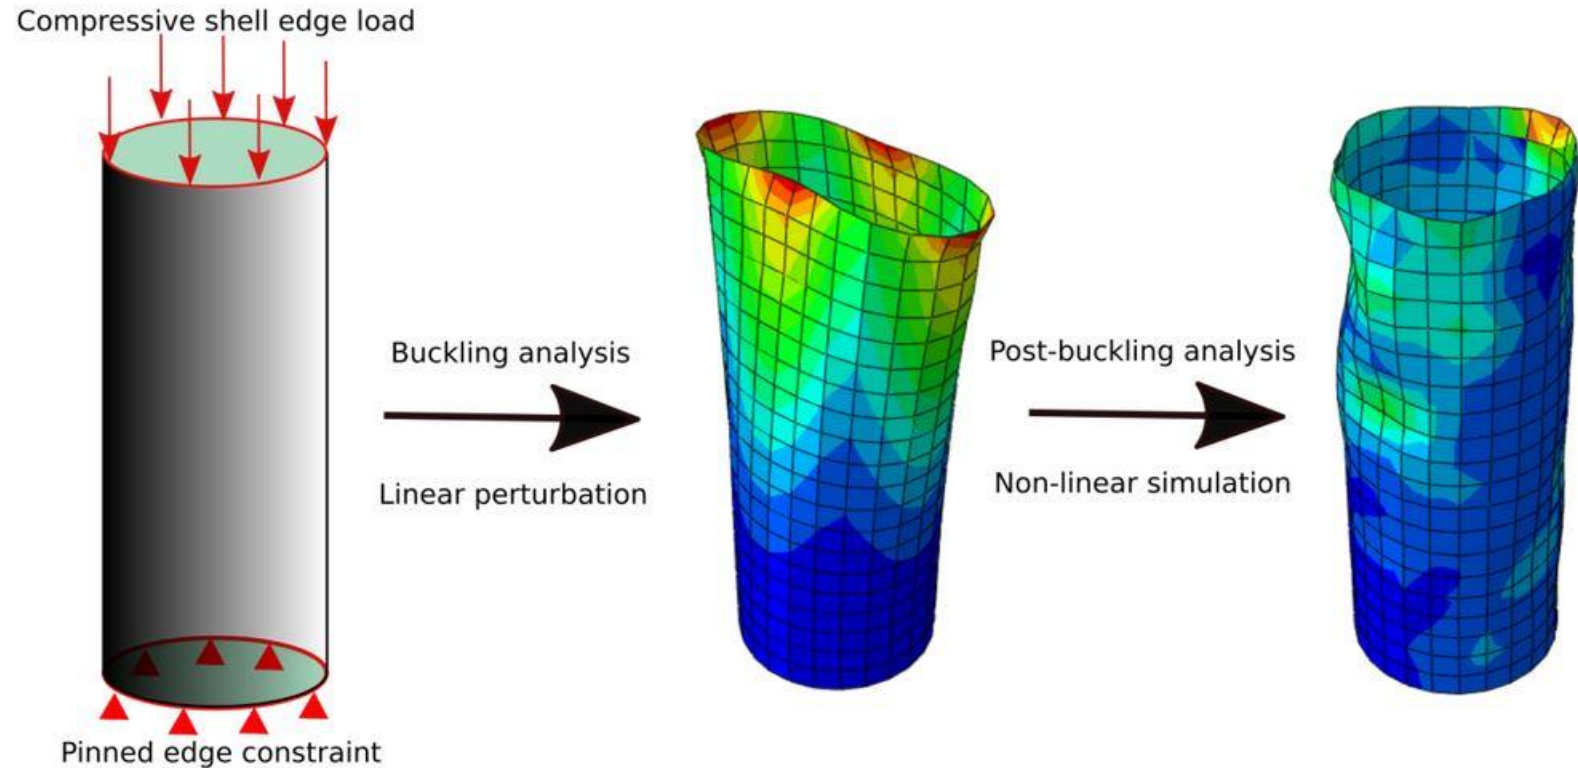 Compressive shell edge load
Buckling analysis
Linear perturbation
Post-buckling analysis
Non-linear simulation
Pinned edge constraint